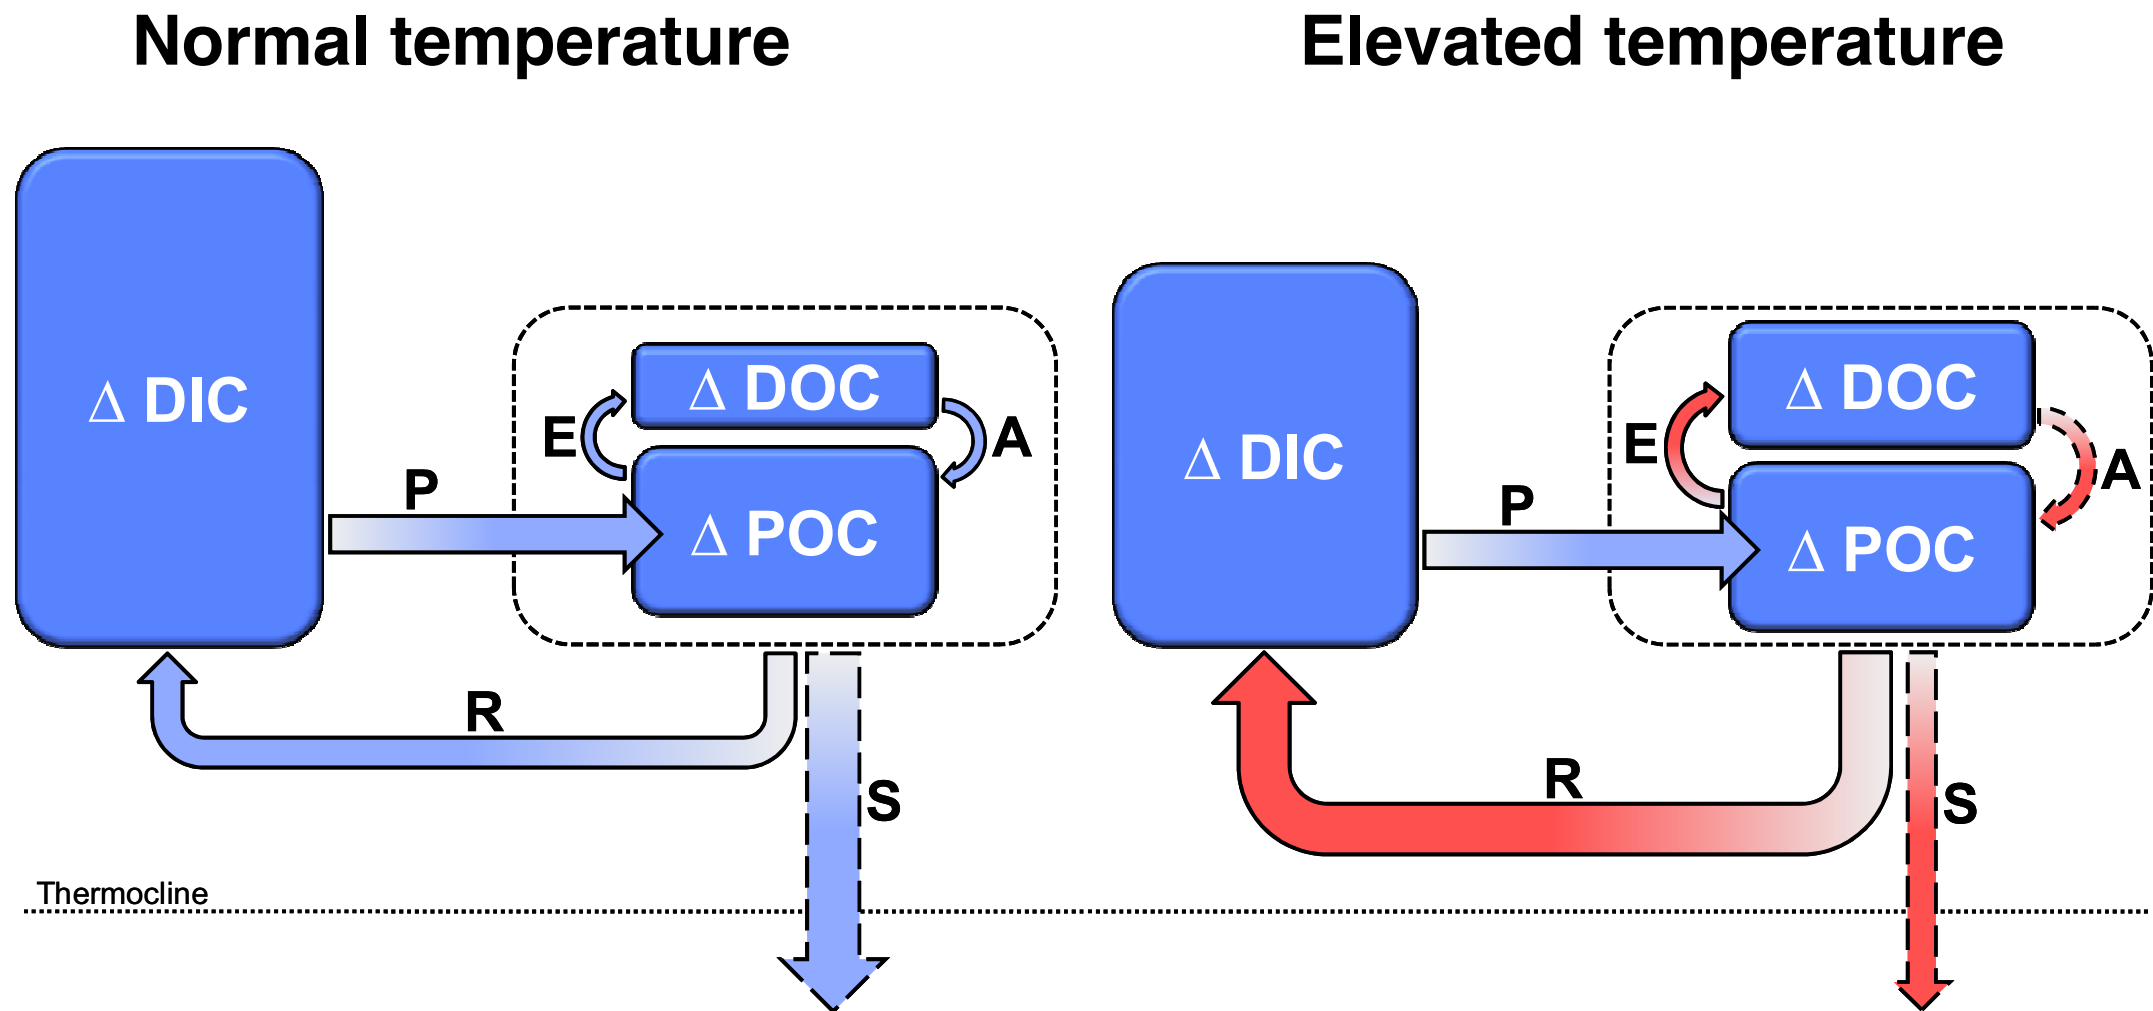 Normal temperature
Elevated temperature
Δ DIC
P
E
Δ DOC
A
Δ POC
R
S
Δ DIC
P
E
Δ DOC
A
Δ POC
R
S
Thermocline